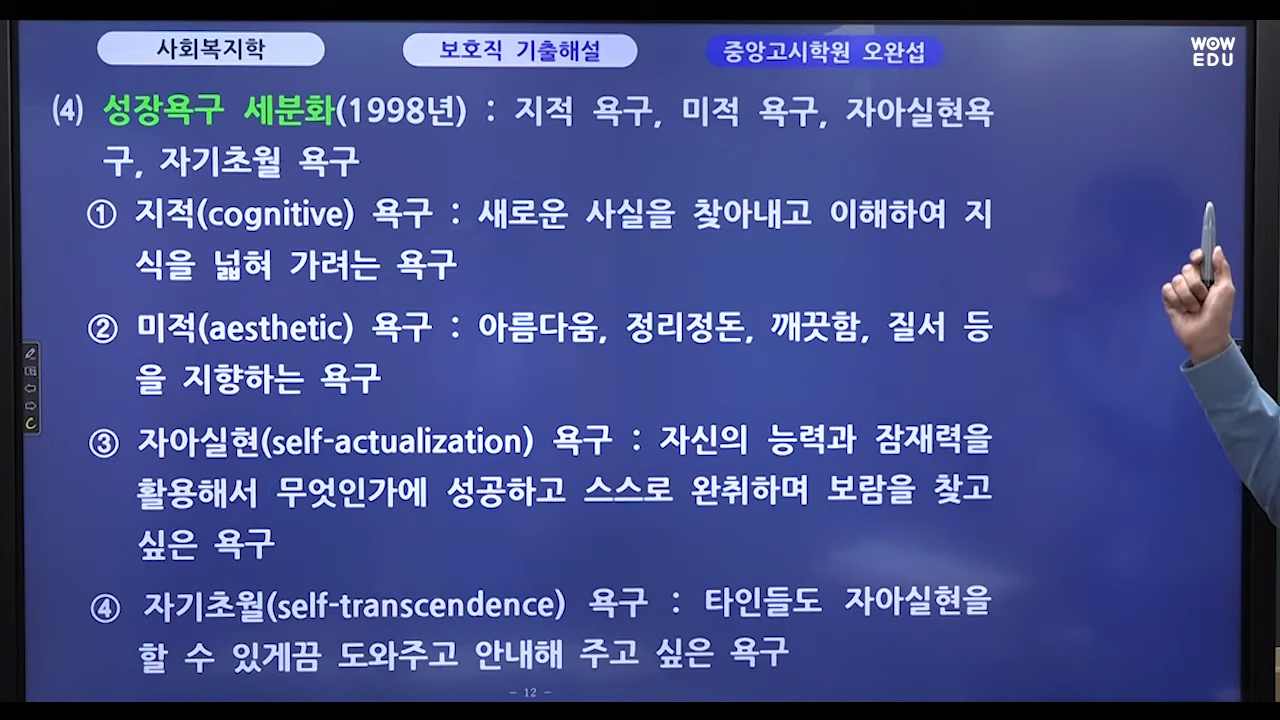 사회복지학
보호직 기출해설
중앙고시학원 오완섭
WOW
EDU
(4) 성장욕구 세분화(1998년) : 지적 욕구, 미적 욕구, 자아실현욕
구, 자기초월 욕구
① 지적(cognitive) 욕구 : 새로운 사실을 찾아내고 이해하여 지
식을 넓혀 가려는 욕구
② 미적(aesthetic) 욕구 : 아름다움, 정리정돈, 깨끗함, 질서 등
을 지향하는 욕구
③ 자아실현(self-actualization) 욕구 : 자신의 능력과 잠재력을
활용해서 무엇인가에 성공하고 스스로 완취하며 보람을 찾고
싶은 욕구
④ 자기초월(self-transcendence) 욕구 : 타인들도 자아실현을
할 수 있게끔 도와주고 안내해 주고 싶은 욕구
- 12 -